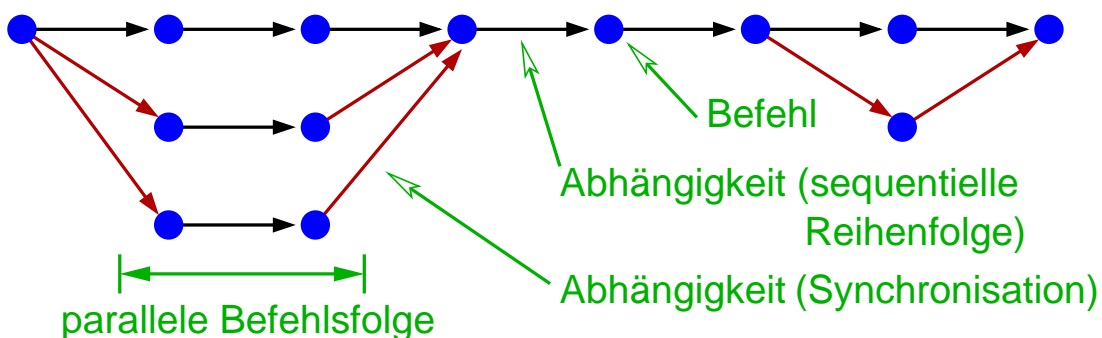 Befehl
Abhängigkeit (sequentielle
Reihenfolge)
Abhängigkeit (Synchronisation)
parallele Befehlsfolge